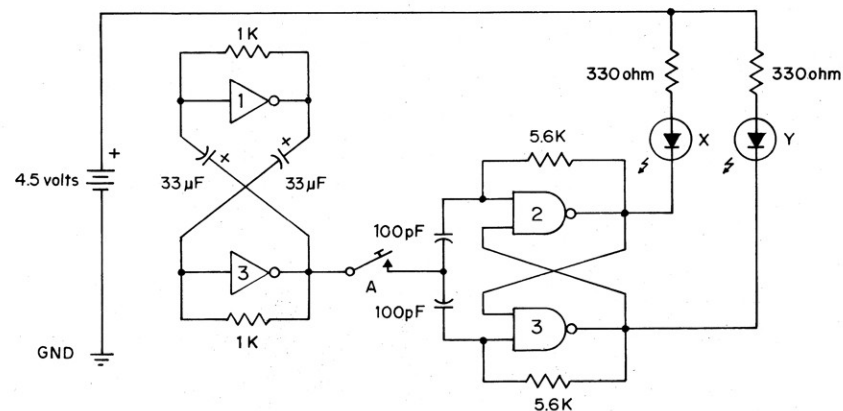 1K
1
+
+
33 µF
33 µF
3
1K
+
4.5 volts
GND
A
100pF
100pF
5.6K
2
3
5.6K
330 ohm
330 ohm
X
Y